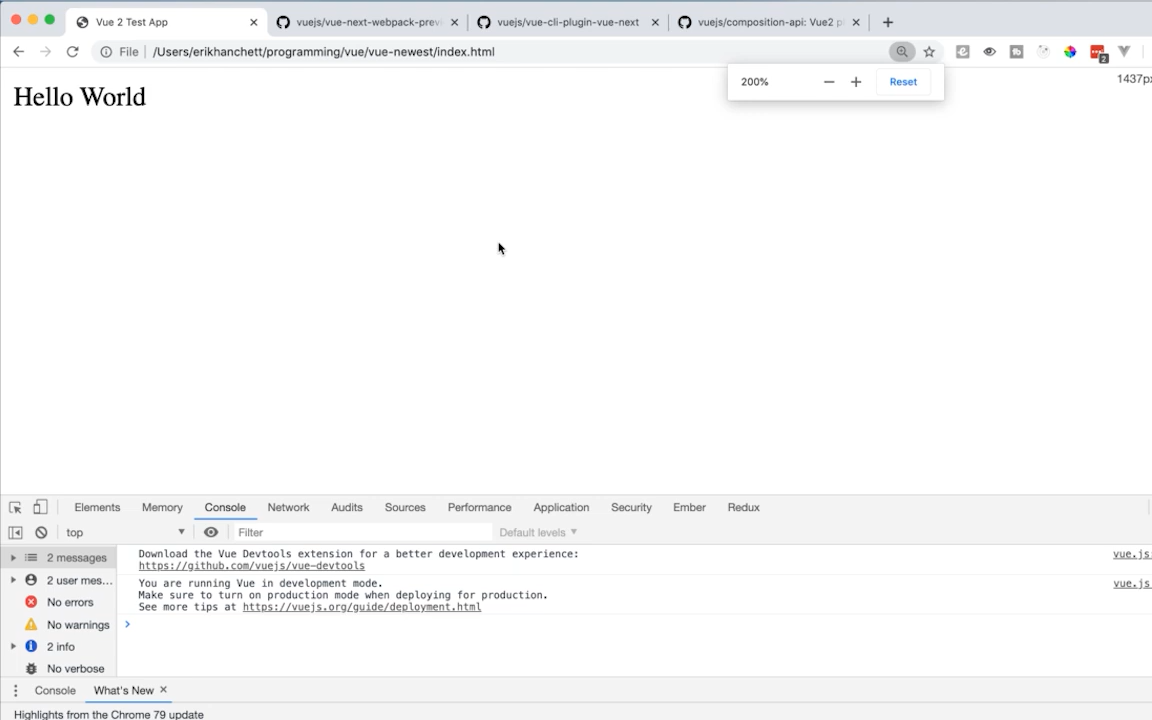 Vue 2 Test App
vuejs/vue-next-webpack-prev
vuejs/vue-cli-plugin-vue-next
vuejs/composition-api: Vue2 p
File
/Users/erikhanchett/programming/vue/vue-newest/index.html
2
200%
Reset
1437px
Hello World
Elements
Memory
Console
Network
Audits
Sources
Performance
Application
Security
Ember
Redux
top
Filter
Default levels
2 messages
2 user mes...
No errors
No warnings
2 info
No verbose
Download the Vue Devtools extension for a better development experience:
https://github.com/vuejs/vue-devtools
vue.js:
You are running Vue in development mode.
vue.js:
Make sure to turn on production mode when deploying for production.
See more tips at https://vuejs.org/guide/deployment.html
Console
What's New
Highlights from the Chrome 79 update